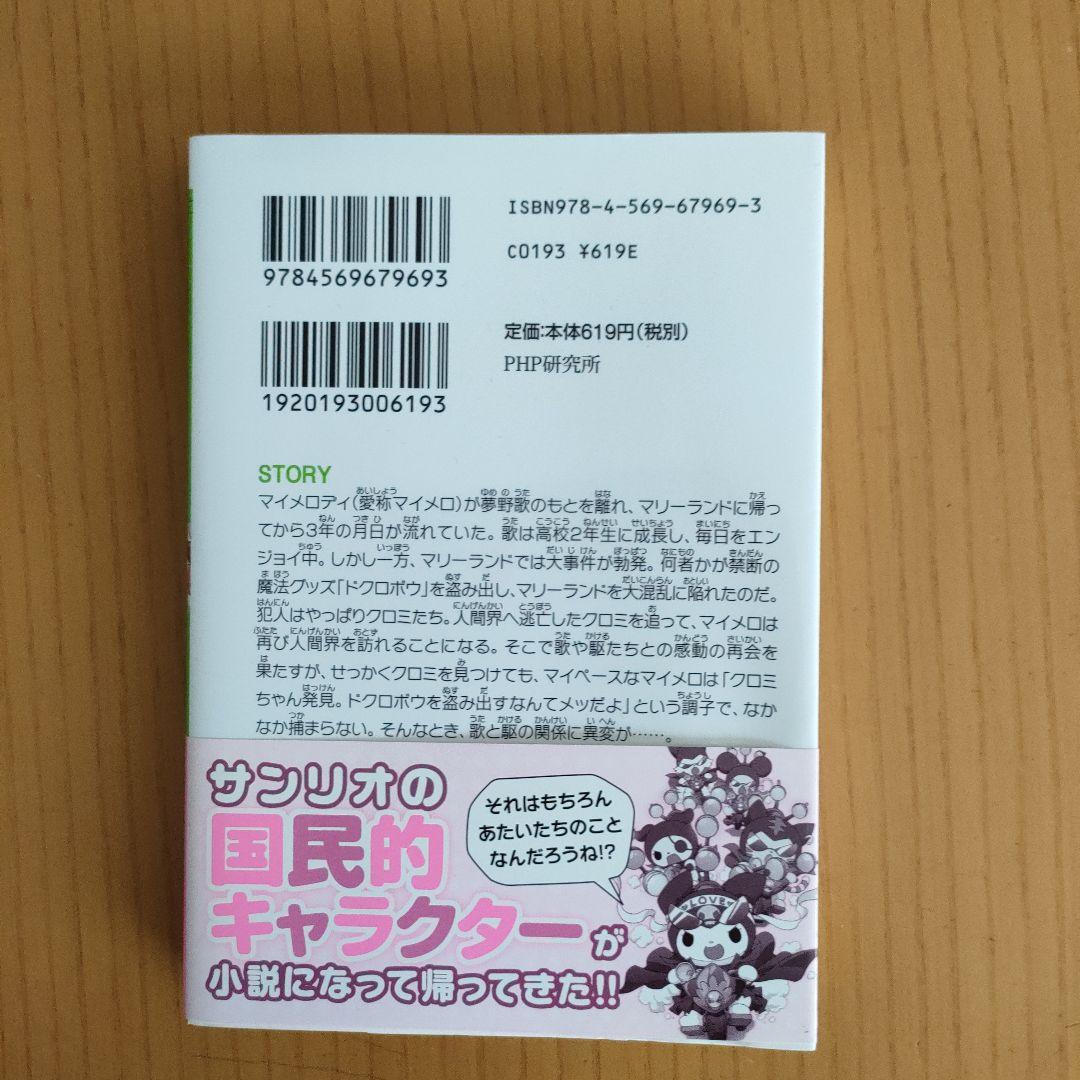 ISBN978-4-569-67969-3
C0193 ¥619E
9784569679693
定価:本体619円(税別)
PHP研究所
1920193006193
STORY
マイメロディ(愛称マイメロ)が夢野歌のもとを離れ、マリーランドに帰っ
てから3年の月日が流れていた。歌は高校2年生に成長し、毎日をエン
ジョイ中。しかし一方、マリーランドでは大事件が勃発。何者かが禁断の
魔法グッズ「ドクロボウ」を盗み出し、マリーランドを大混乱に陥れたのだ。
犯人はやっぱりクロミたち。人間界へ逃亡したクロミを追って、マイメロは
再び人間界を訪れることになる。そこで歌や駆たちとの感動の再会を
果たすが、せっかくクロミを見つけても、マイペースなマイメロは「クロミ
ちゃん発見。ドクロボウを盗み出すなんてメッだよ」という調子で、なか
なか捕まらない。そんなとき、歌と駆の関係に異変が……。
サンリオの
国民的
キャラクターが
小説になって帰ってきた!!
それはもちろん
あたいたちのこと
なんだろうね!?
LOVE